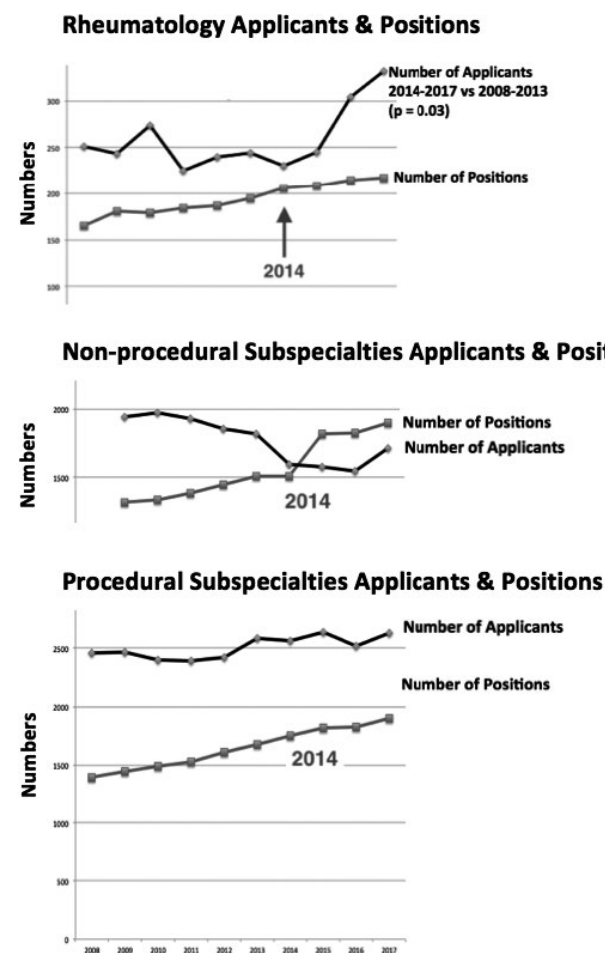 Rheumatology Applicants & Positions
Number of Applicants
2014-2017 vs 2008-2013
(p = 0.03)
300
250
Number of Positions
200
Numbers
150
2014
100
Non-procedural Subspecialties Applicants & Posit
2000
Number of Positions
Number of Applicants
Numbers
1500
2014
Procedural Subspecialties Applicants & Positions
Number of Applicants
2500
Number of Positions
2000
Numbers
2014
1500
1000
500
0
2008 2009 2010 2011 2012 2013 2014 2015 2016 2017